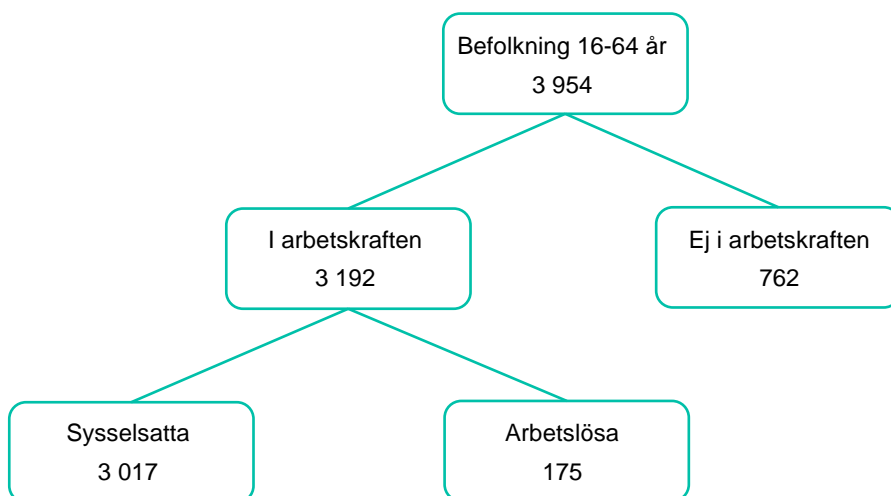 Befolkning 16-64 år
3 954
I arbetskraften
3 192
Ej i arbetskraften
762
Sysselsatta
3 017
Arbetslösa
175